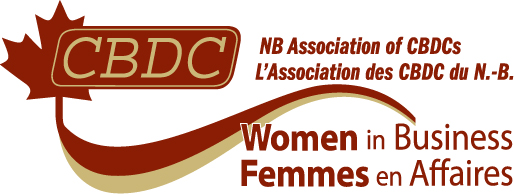 CBDC
NB Association of CBDCs
L'Association des CBDC du N.-B.
Women in Business
Femmes en Affaires